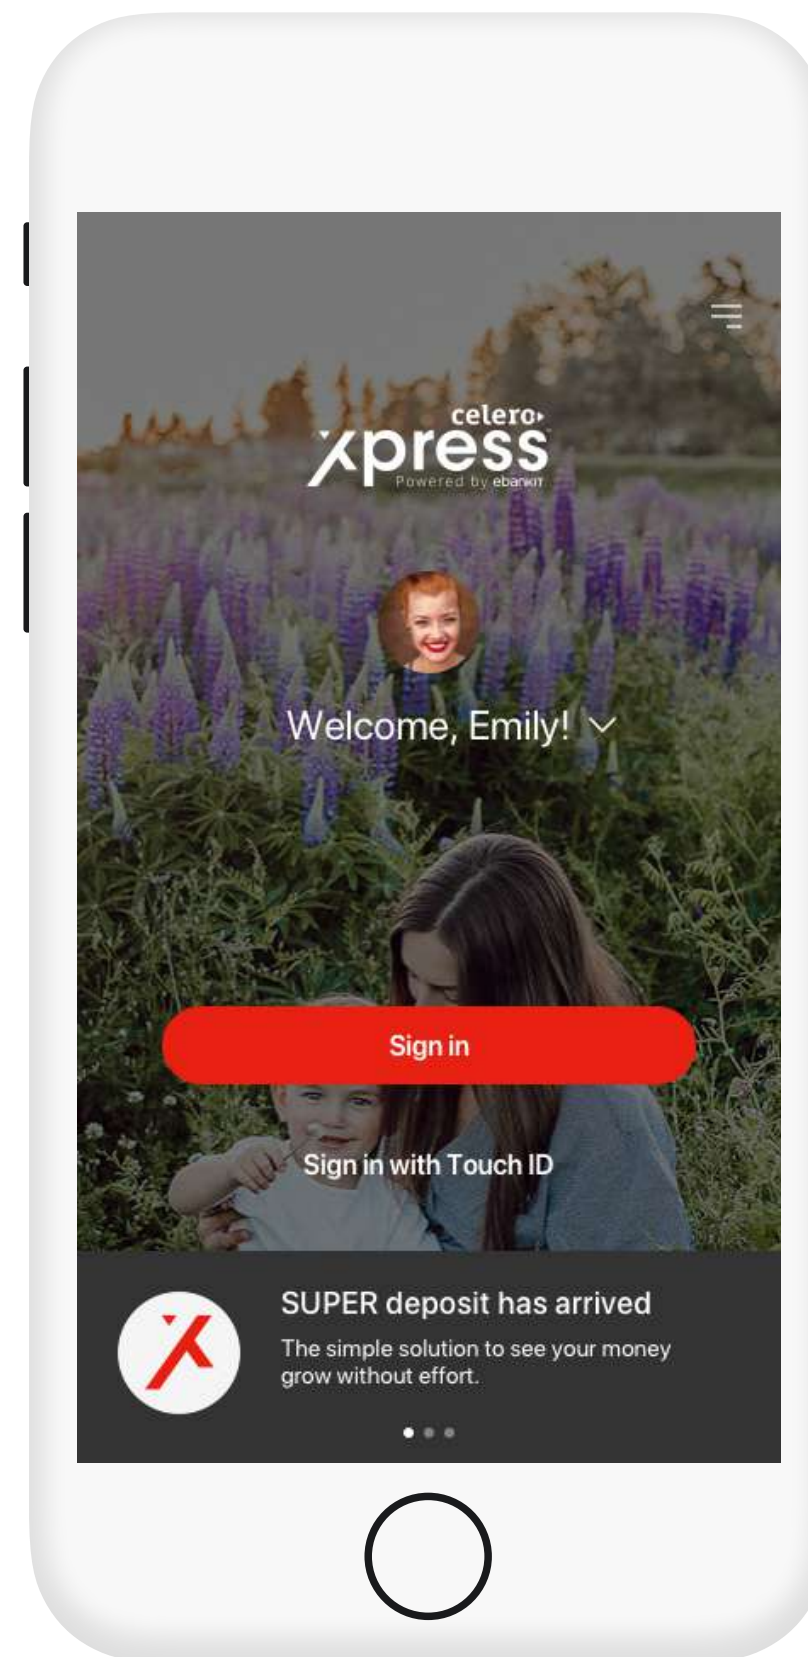 celero
xpress
Powered by ebankIT
Welcome, Emily!
Sign in
Sign in with Touch ID
SUPER deposit has arrived
The simple solution to see your money
grow without effort.